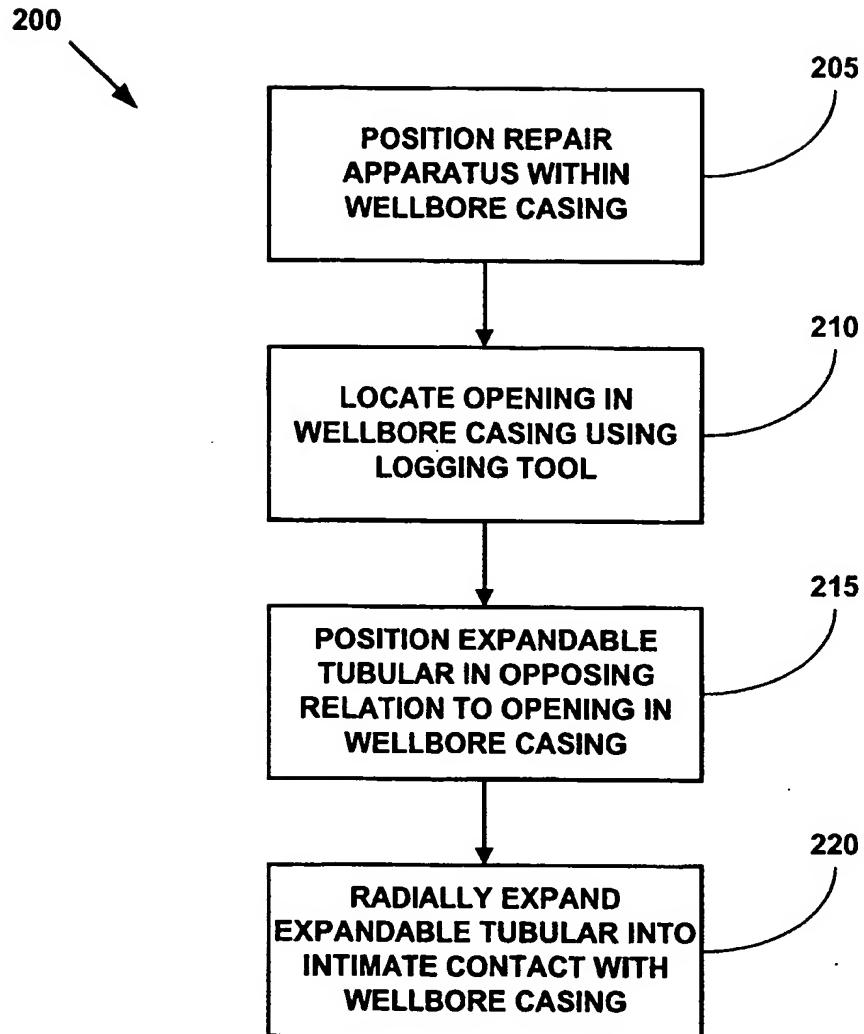 200
205
POSITION REPAIR
APPARATUS WITHIN
WELLBORE CASING
210
LOCATE OPENING IN
WELLBORE CASING USING
LOGGING TOOL
215
POSITION EXPANDABLE
TUBULAR IN OPPOSING
RELATION TO OPENING IN
WELLBORE CASING
220
RADIALLY EXPAND
EXPANDABLE TUBULAR INTO
INTIMATE CONTACT WITH
WELLBORE CASING